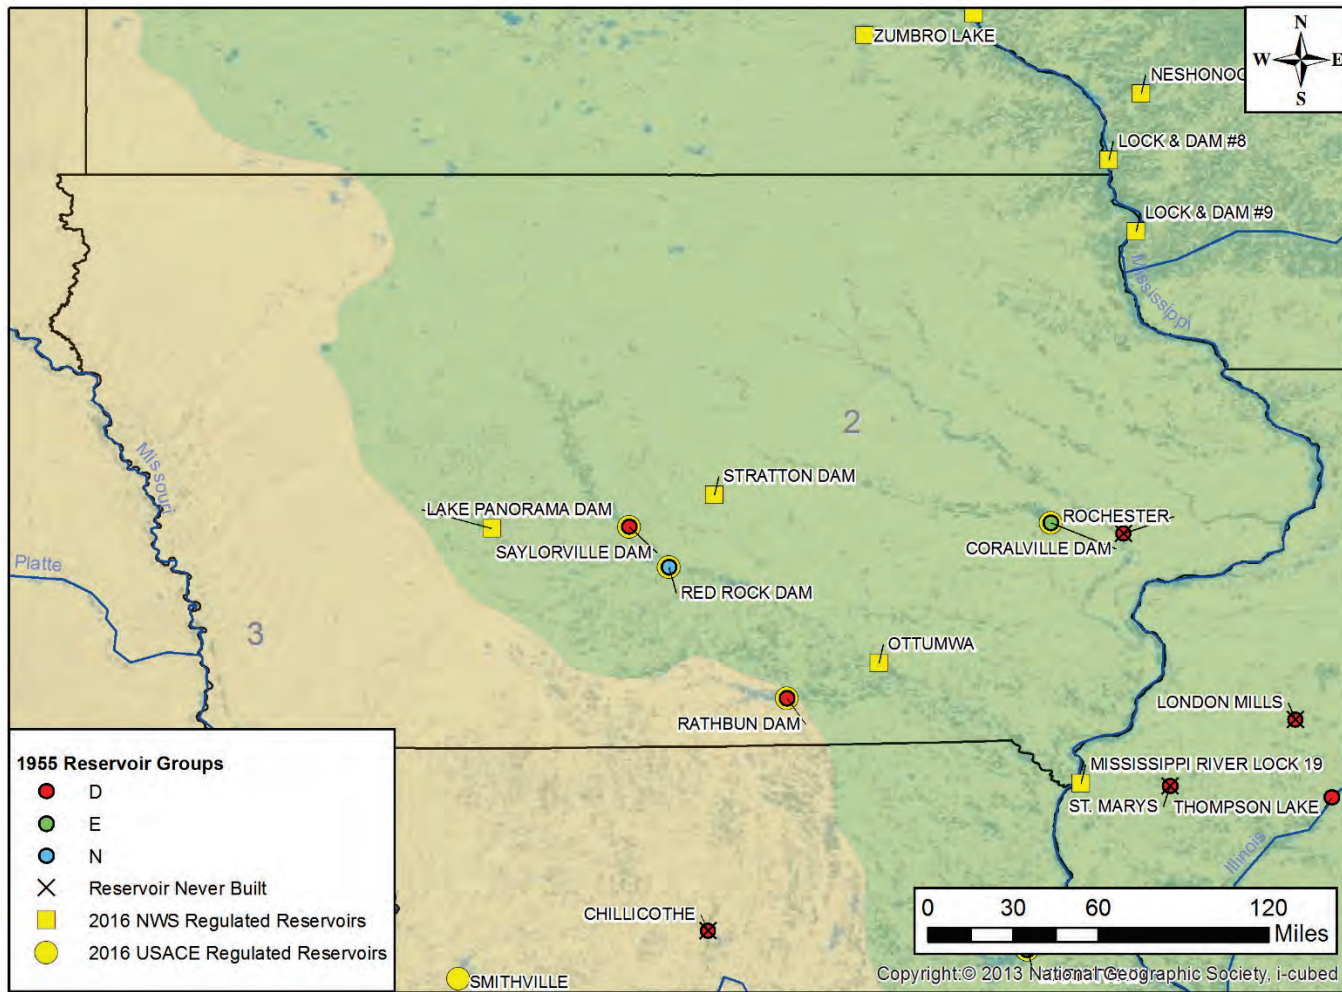 ZUMBRO LAKE
N
W E
S
NESHONOC
LOCK & DAM #8
LOCK & DAM #9
Mississippi
Missouri
2
STRATTON DAM
LAKE PANORAMA DAM
SAYLORVILLE DAM
ROCHESTER
CORALVILLE DAM
RED ROCK DAM
Platte
3
OTTUMWA
RATHBUN DAM
LONDON MILLS
MISSISSIPPI RIVER LOCK 19
ST. MARYS
THOMPSON LAKE
Illinois
CHILLICOTHE
SMITHVILLE
1955 Reservoir Groups
D
E
N
Reservoir Never Built
2016 NWS Regulated Reservoirs
2016 USACE Regulated Reservoirs
0 30 60 120
Miles
Copyright:© 2013 National Geographic Society, i-cubed